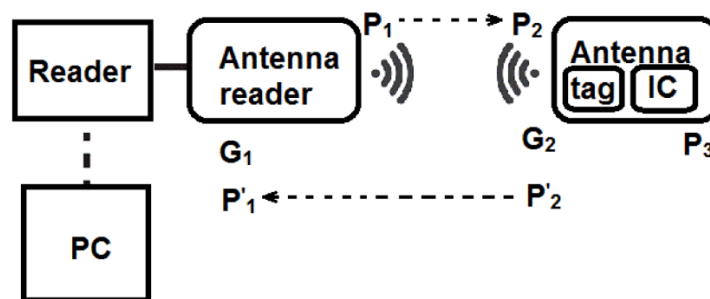 P₁
P₂
Reader
Antenna
reader
Antenna
tag
IC
G₁
G₂
P₃
P'₁
P'₂
PC